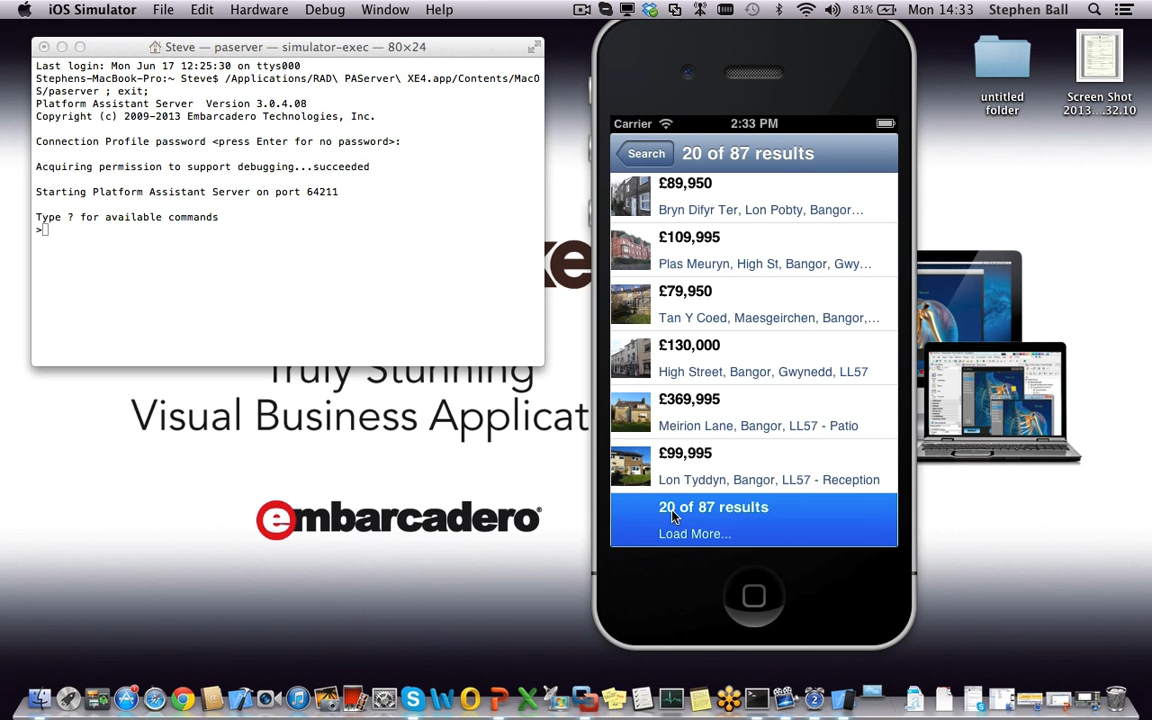 iOS Simulator File Edit Hardware Debug Window Help
81% Mon 14:33 Stephen Ball
Steve — paserver — simulator-exec — 80×24
Last login: Mon Jun 17 12:25:30 on ttys000
Stephens-MacBook-Pro:~ Steve$ /Applications/RAD\ PAServer\ XE4.app/Contents/MacO
S/paserver ; exit;
Platform Assistant Server  Version 3.0.4.08
Copyright (c) 2009-2013 Embarcadero Technologies, Inc.
Connection Profile password <press Enter for no password>:
Acquiring permission to support debugging...succeeded
Starting Platform Assistant Server on port 64211
Type ? for available commands
>
Truly Stunning
Visual Business Applicat
embarcadero
Carrier 2:33 PM
Search 20 of 87 results
£89,950
Bryn Difyr Ter, Lon Pobty, Bangor…
£109,995
Plas Meuryn, High St, Bangor, Gwy…
£79,950
Tan Y Coed, Maesgeirchen, Bangor,…
£130,000
High Street, Bangor, Gwynedd, LL57
£369,995
Meirion Lane, Bangor, LL57 - Patio
£99,995
Lon Tyddyn, Bangor, LL57 - Reception
20 of 87 results
Load More...
untitled
folder
Screen Shot
2013....32.10